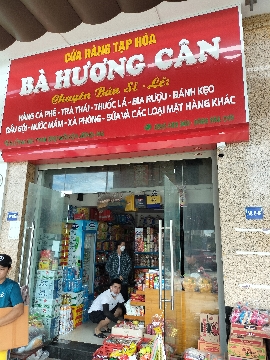 CỬA HÀNG TẠP HÓA
BÀ HƯƠNG CÂN
Chuyên Bán Sỉ - Lẻ:
HÀNG CÀ PHÊ - TRÀ THÁI - THUỐC LÁ - BIA RƯỢU - BÁNH KẸO
DẦU GỘI - NƯỚC MẮM - XÀ PHÒNG - SỮA VÀ CÁC LOẠI MẶT HÀNG KHÁC